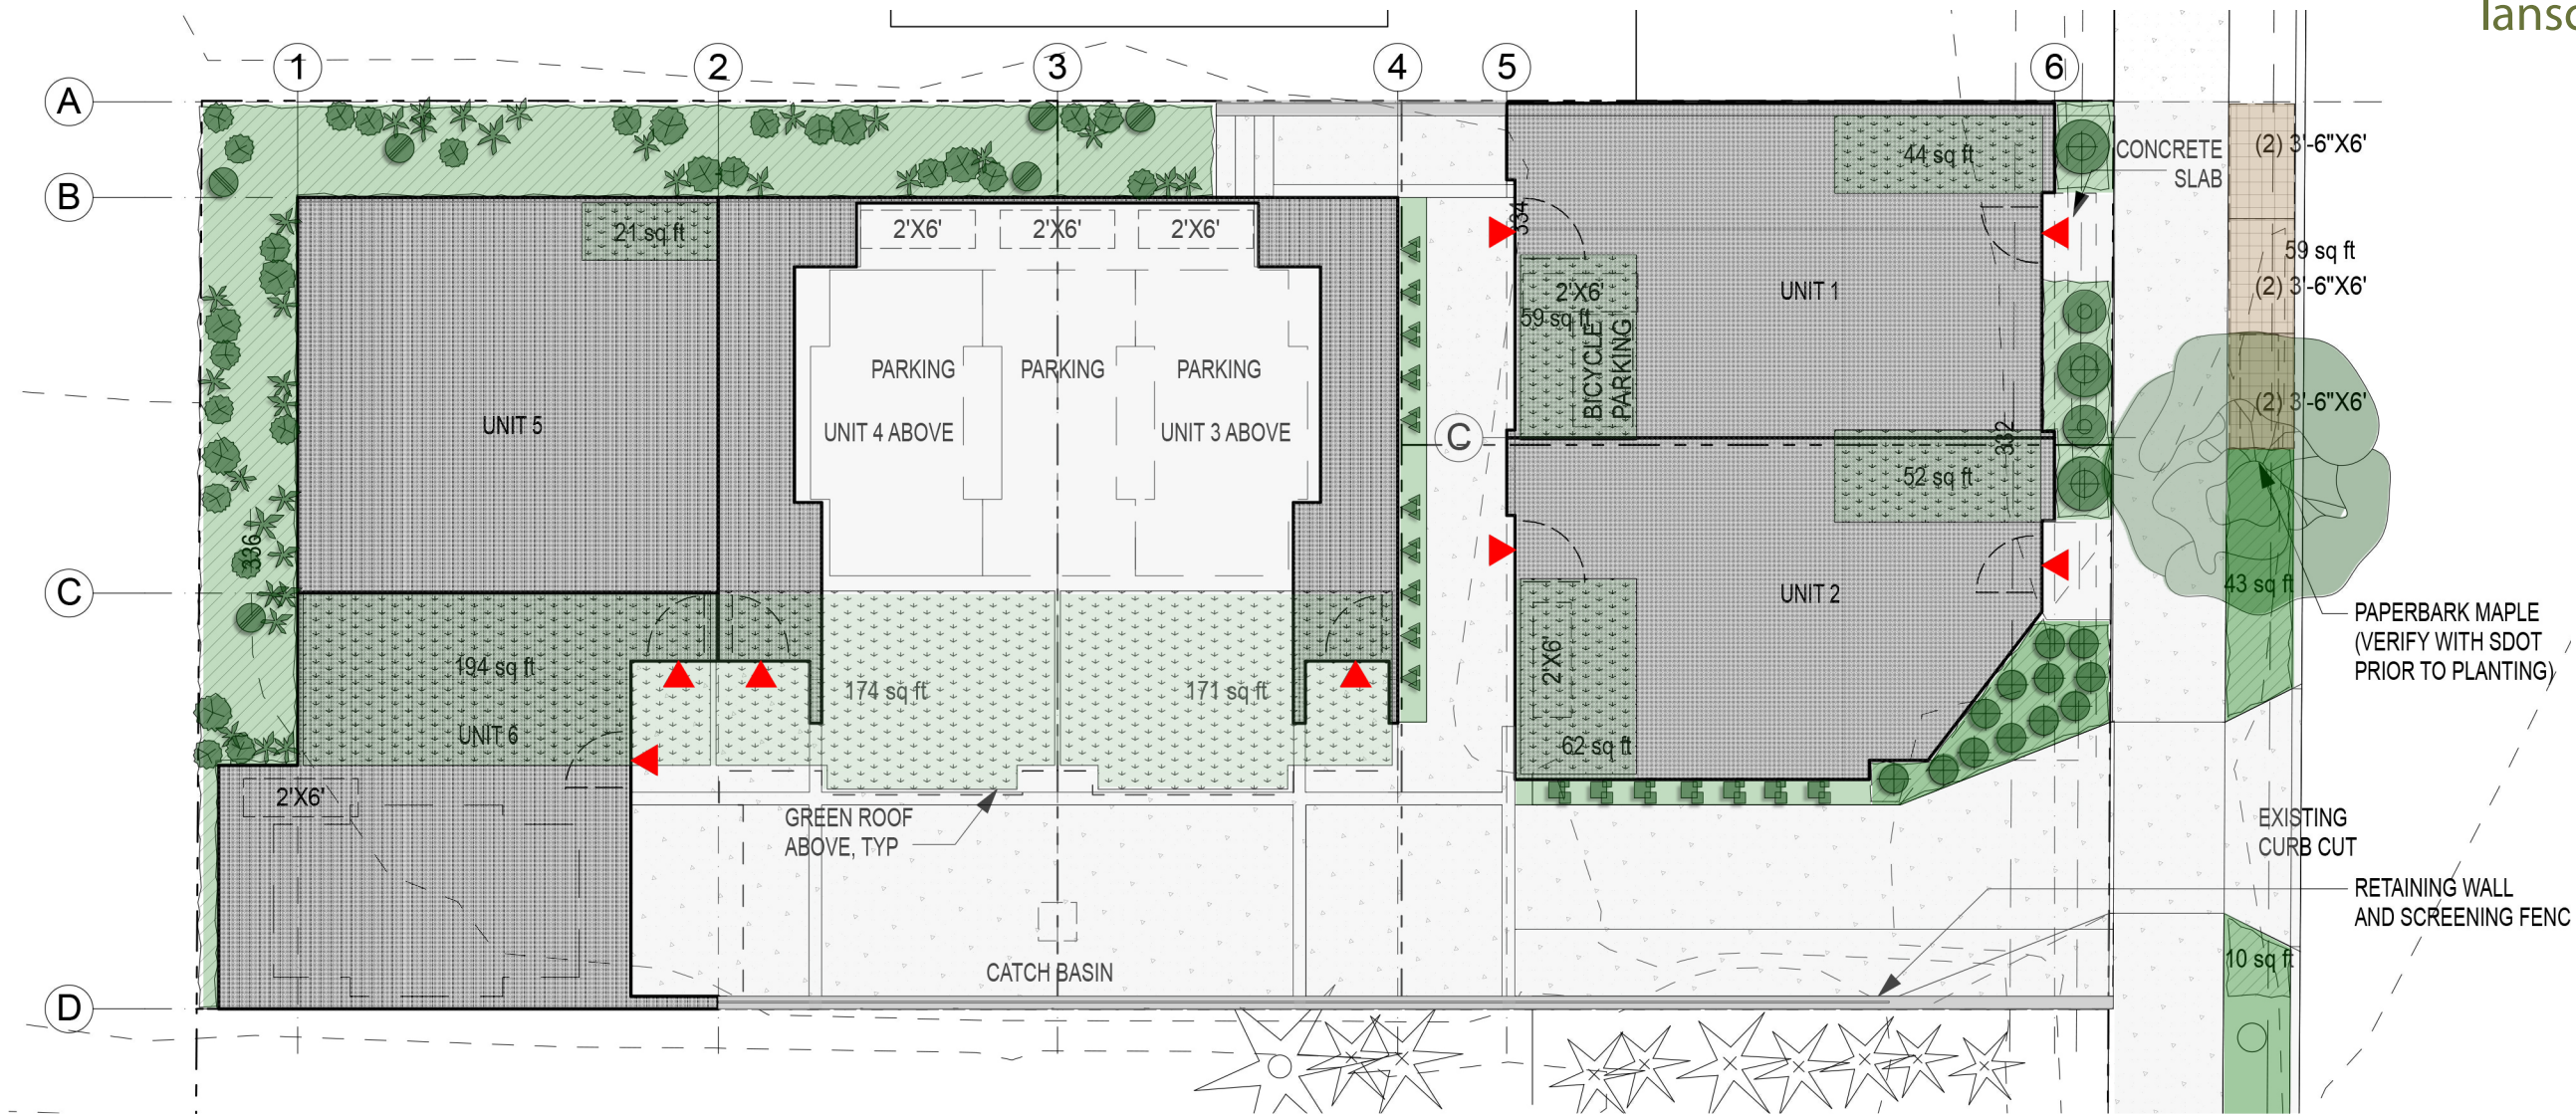 lansc
1
2
3
4
5
6
A
B
C
D
C
21 sq ft
2'X6'
2'X6'
2'X6'
334
44 sq ft
CONCRETE
SLAB
(2) 3'-6"X6'
59 sq ft
(2) 3'-6"X6'
(2) 3'-6"X6'
2'X6'
59 sq ft
BICYCLE
PARKING
UNIT 1
UNIT 5
PARKING
PARKING
PARKING
UNIT 4 ABOVE
UNIT 3 ABOVE
332
52 sq ft
336
UNIT 2
43 sq ft
PAPERBARK MAPLE
(VERIFY WITH SDOT
PRIOR TO PLANTING)
194 sq ft
UNIT 6
174 sq ft
171 sq ft
2'X6'
62 sq ft
2'X6'
GREEN ROOF
ABOVE, TYP
EXISTING
CURB CUT
RETAINING WALL
AND SCREENING FENC
CATCH BASIN
10 sq ft